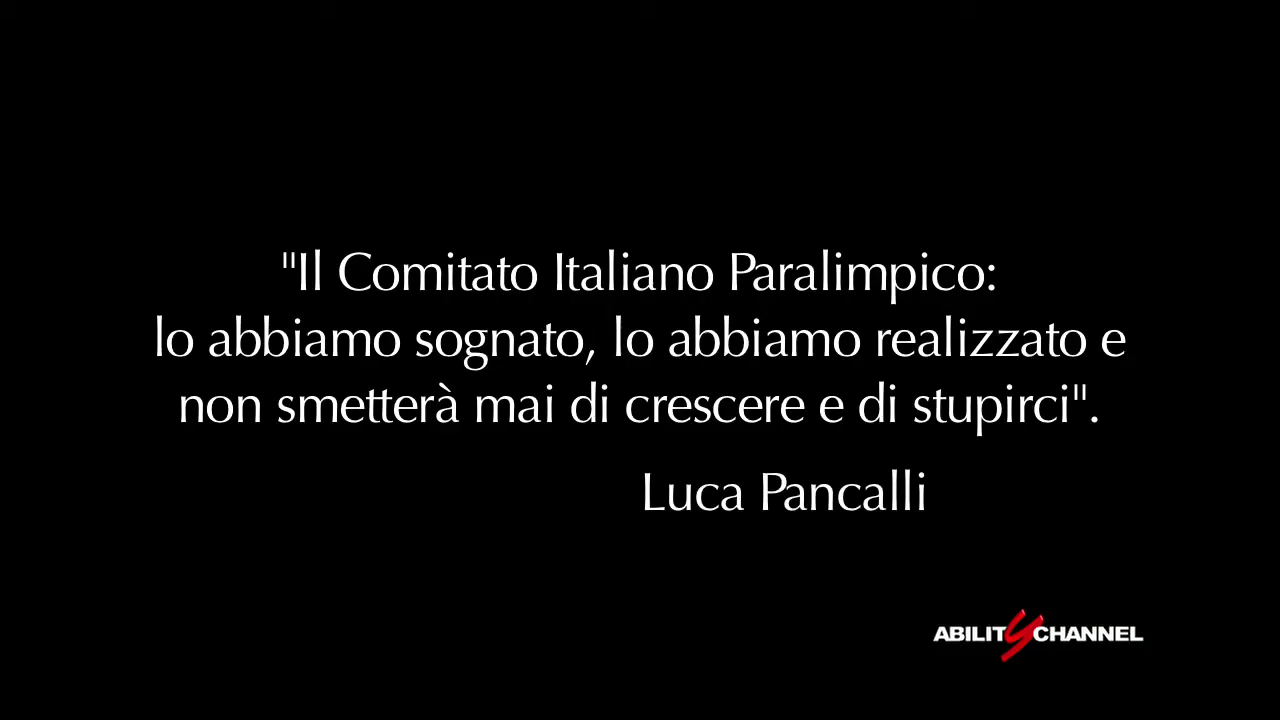 "Il Comitato Italiano Paralimpico:
lo abbiamo sognato, lo abbiamo realizzato e
non smetterà mai di crescere e di stupirci".
Luca Pancalli
ABILITYCHANNEL